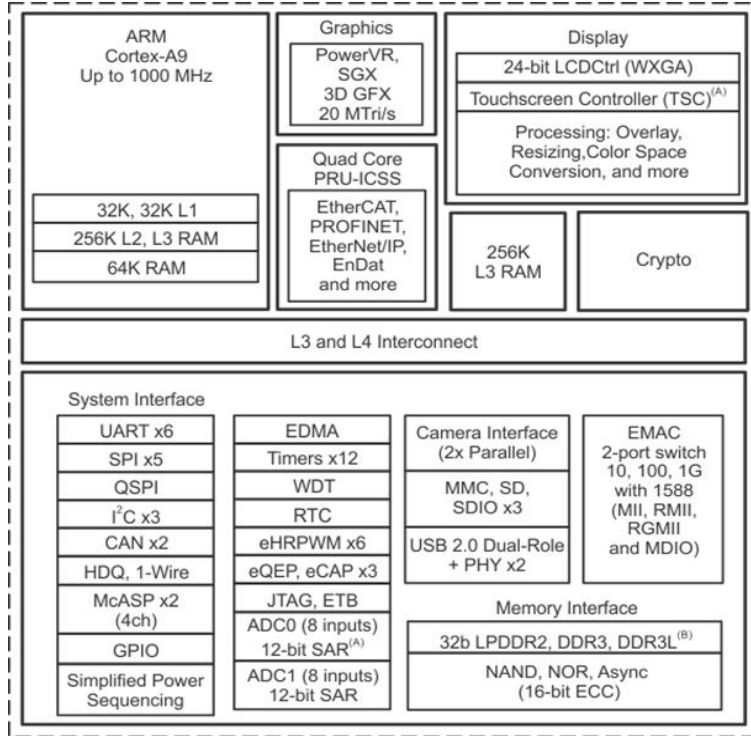 ARM
Cortex-A9
Up to 1000 MHz
32K, 32K L1
256K L2, L3 RAM
64K RAM
Graphics
PowerVR,
SGX
3D GFX
20 MTri/s
Quad Core
PRU-ICSS
EtherCAT,
PROFINET,
EtherNet/IP,
EnDat
and more
Display
24-bit LCDCtrl (WXGA)
Touchscreen Controller (TSC)(A)
Processing: Overlay,
Resizing,Color Space
Conversion, and more
256K
L3 RAM
Crypto
L3 and L4 Interconnect
System Interface
UART x6
SPI x5
QSPI
I2C x3
CAN x2
HDQ, 1-Wire
McASP x2
(4ch)
GPIO
Simplified Power
Sequencing
EDMA
Timers x12
WDT
RTC
eHRPWM x6
eQEP, eCAP x3
JTAG, ETB
ADC0 (8 inputs)
12-bit SAR(A)
ADC1 (8 inputs)
12-bit SAR
Camera Interface
(2x Parallel)
MMC, SD,
SDIO x3
USB 2.0 Dual-Role
+ PHY x2
EMAC
2-port switch
10, 100, 1G
with 1588
(MII, RMII,
RGMII
and MDIO)
Memory Interface
32b LPDDR2, DDR3, DDR3L(B)
NAND, NOR, Async
(16-bit ECC)